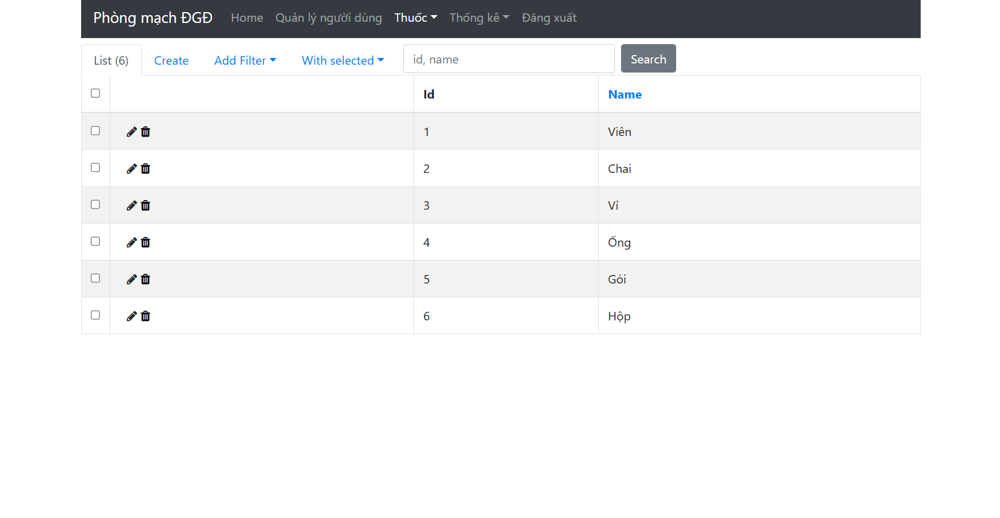 Phòng mạch ĐGĐ Home Quản lý người dùng Thuốc Thống kê Đăng xuất
List (6) Create Add Filter With selected id, name Search
Id Name
1 Viên
2 Chai
3 Vỉ
4 Ống
5 Gói
6 Hộp